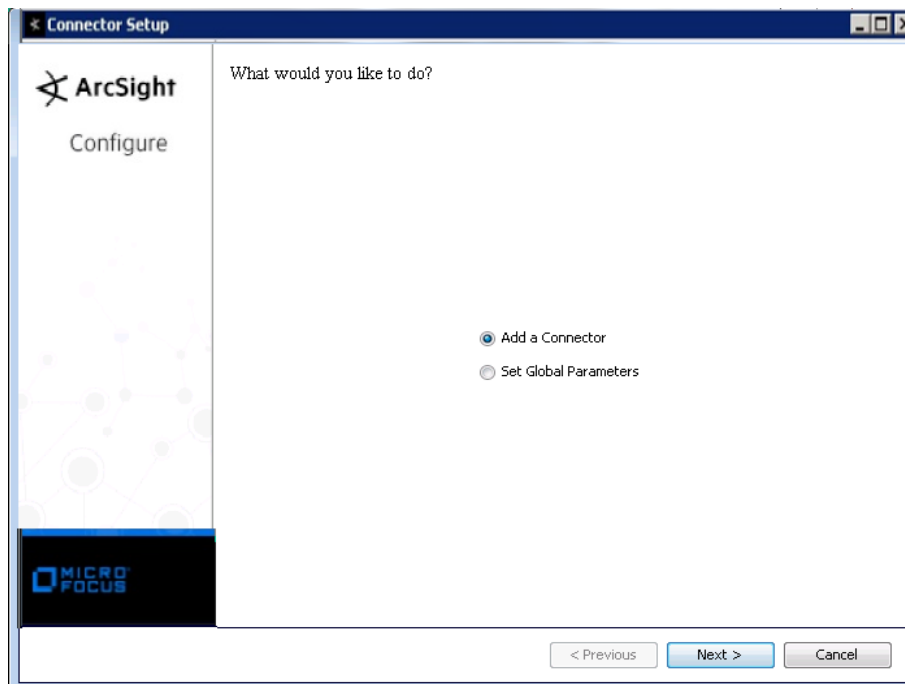 Connector Setup
ArcSight
Configure
What would you like to do?
Add a Connector
Set Global Parameters
MICRO
FOCUS
< Previous
Next >
Cancel